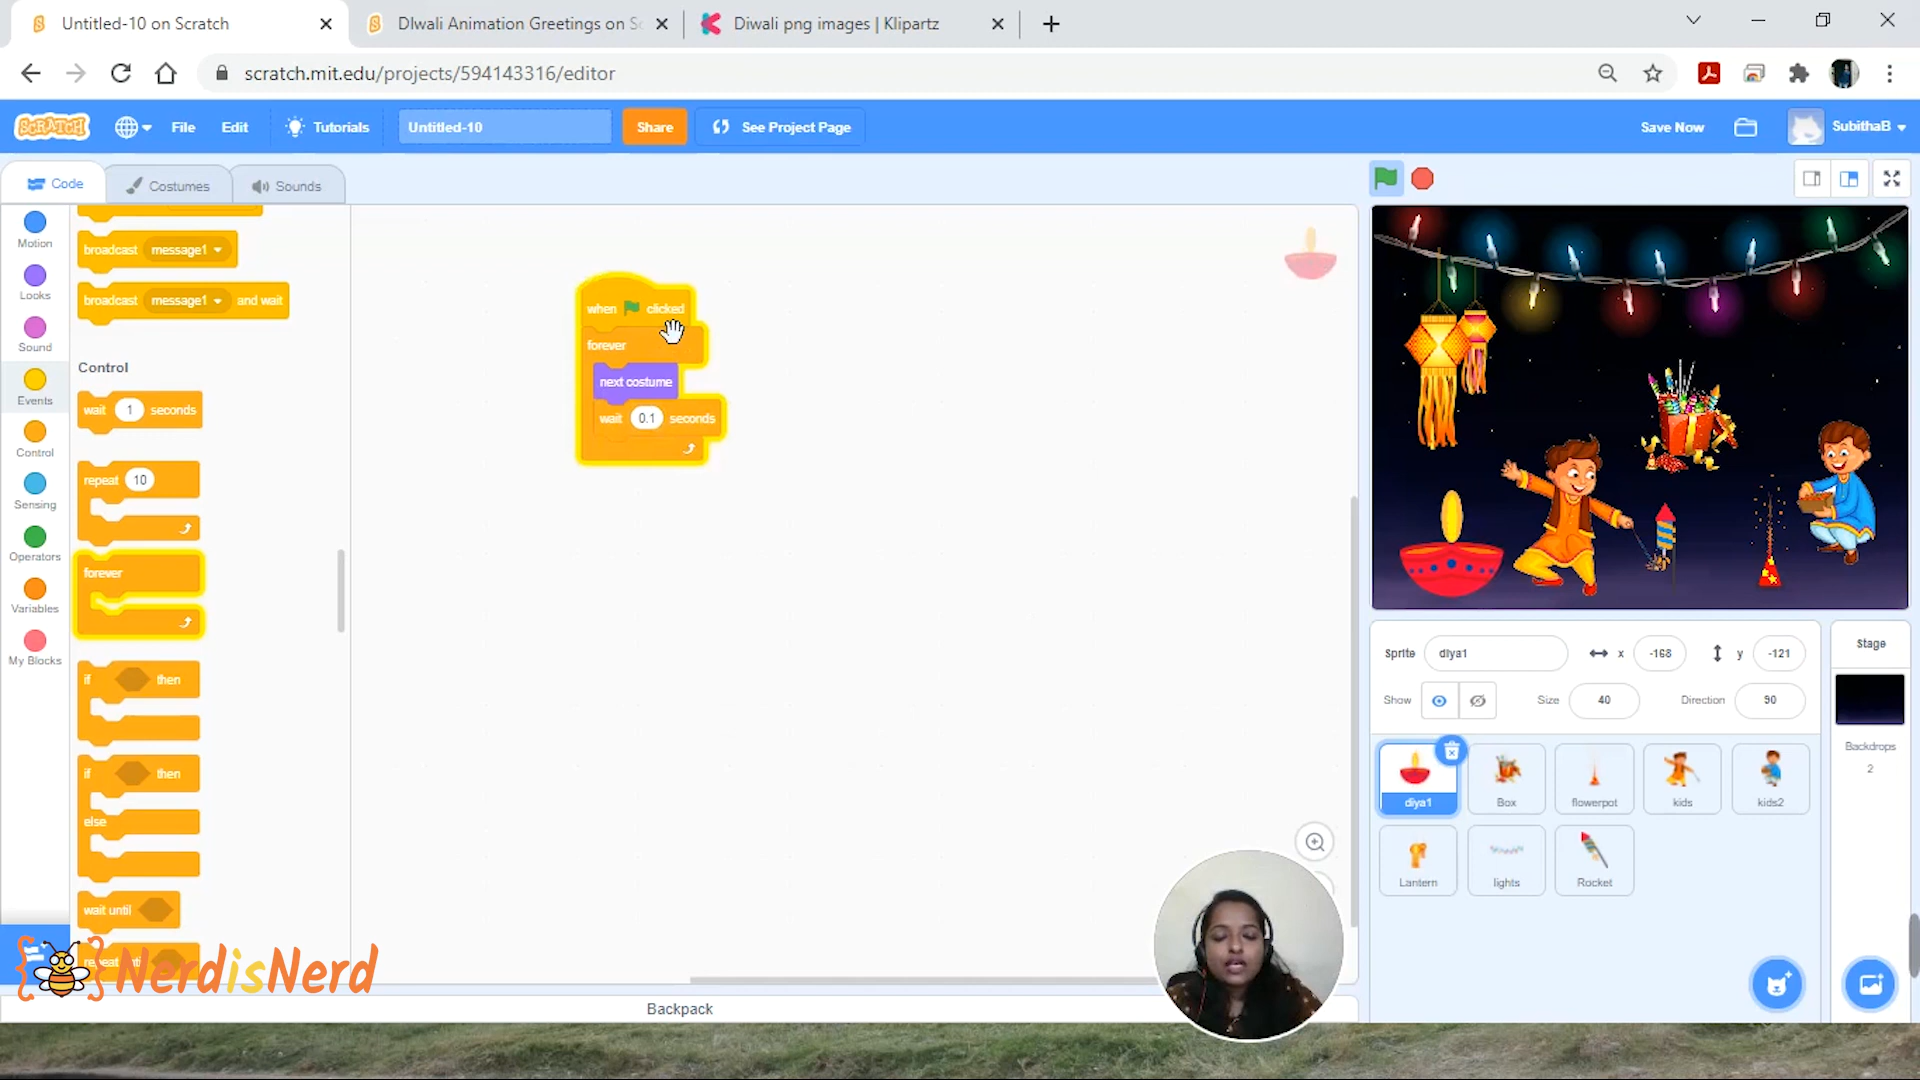 Untitled-10 on Scratch
DIwali Animation Greetings on Sc
Diwali png images | Klipartz
scratch.mit.edu/projects/594143316/editor
SCRATCH
File
Edit
Tutorials
Untitled-10
Share
See Project Page
Save Now
SubithaB
Code
Costumes
Sounds
Motion
Looks
Sound
Events
Control
Sensing
Operators
Variables
My Blocks
broadcast message1
broadcast message1 and wait
Control
wait 1 seconds
repeat 10
forever
if then
if then
else
wait until
repeat until
when clicked
forever
next costume
wait 0.1 seconds
Sprite diya1 x -168 y -121
Show Size 40 Direction 90
diya1
Box
flowerpot
kids
kids2
Lantern
lights
Rocket
Stage
Backdrops
2
Backpack
{ } NerdisNerd